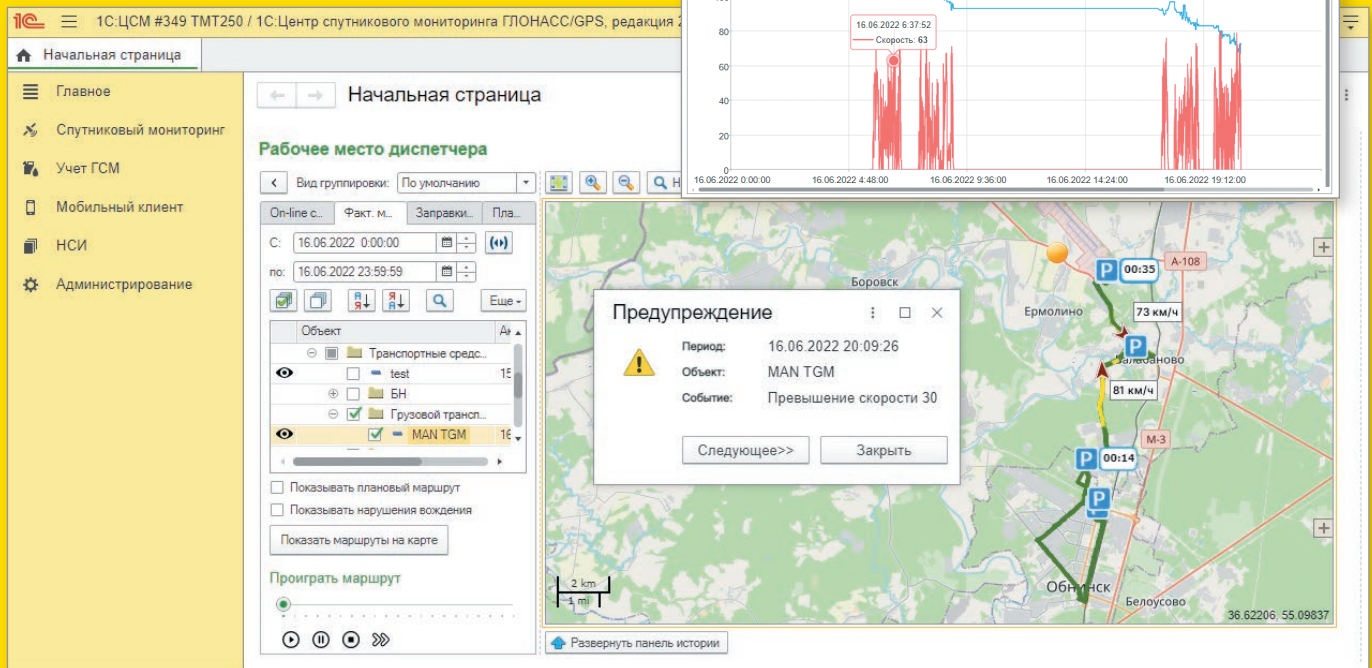 1С:ЦСМ #349 TMT250 / 1С:Центр спутникового мониторинга ГЛОНАСС/GPS, редакция
Начальная страница
Главное
Спутниковый мониторинг
Учет ГСМ
Мобильный клиент
НСИ
Администрирование
Начальная страница
Рабочее место диспетчера
Вид группировки: По умолчанию
On-line с... Факт. м... Заправки... Пла...
С: 16.06.2022 0:00:00
по: 16.06.2022 23:59:59
Еще
Объект
Транспортные средс...
test 15
БН
Грузовой трансп...
MAN TGM 16
Показывать плановый маршрут
Показывать нарушения вождения
Показать маршруты на карте
Проиграть маршрут
80
60
40
20
0
16.06.2022 6:37:52
Скорость: 63
16.06.2022 0:00:00 16.06.2022 4:48:00 16.06.2022 9:36:00 16.06.2022 14:24:00 16.06.2022 19:12:00
Боровск
Ермолино
P 00:35
А-108
73 км/ч
P
Балабаново
81 км/ч
М-3
P 00:14
P
Обнинск
Белоусово
2 km
1 mi
36.62206, 55.09837
Предупреждение
Период: 16.06.2022 20:09:26
Объект: MAN TGM
Событие: Превышение скорости 30
Следующее>> Закрыть
Развернуть панель истории